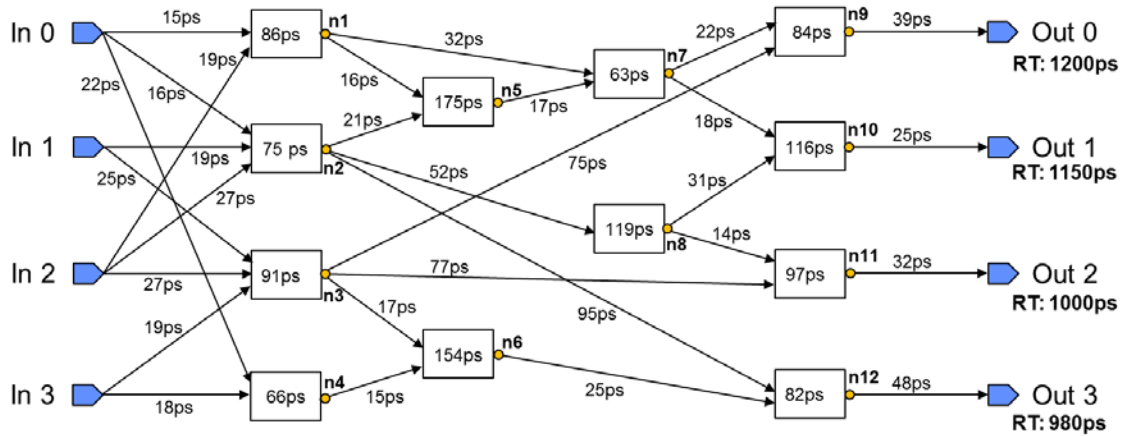 15ps
n1
n9
39ps
In 0
86ps
32ps
22ps
84ps
Out 0
19ps
n7
RT: 1200ps
22ps
16ps
63ps
16ps
175ps
n5
17ps
21ps
18ps
n10
25ps
In 1
19ps
75 ps
116ps
Out 1
n2
75ps
RT: 1150ps
25ps
52ps
31ps
27ps
119ps
14ps
n8
n11
32ps
In 2
91ps
77ps
97ps
Out 2
27ps
n3
RT: 1000ps
17ps
95ps
19ps
154ps
n6
n4
25ps
n12
48ps
In 3
66ps
15ps
82ps
Out 3
18ps
RT: 980ps